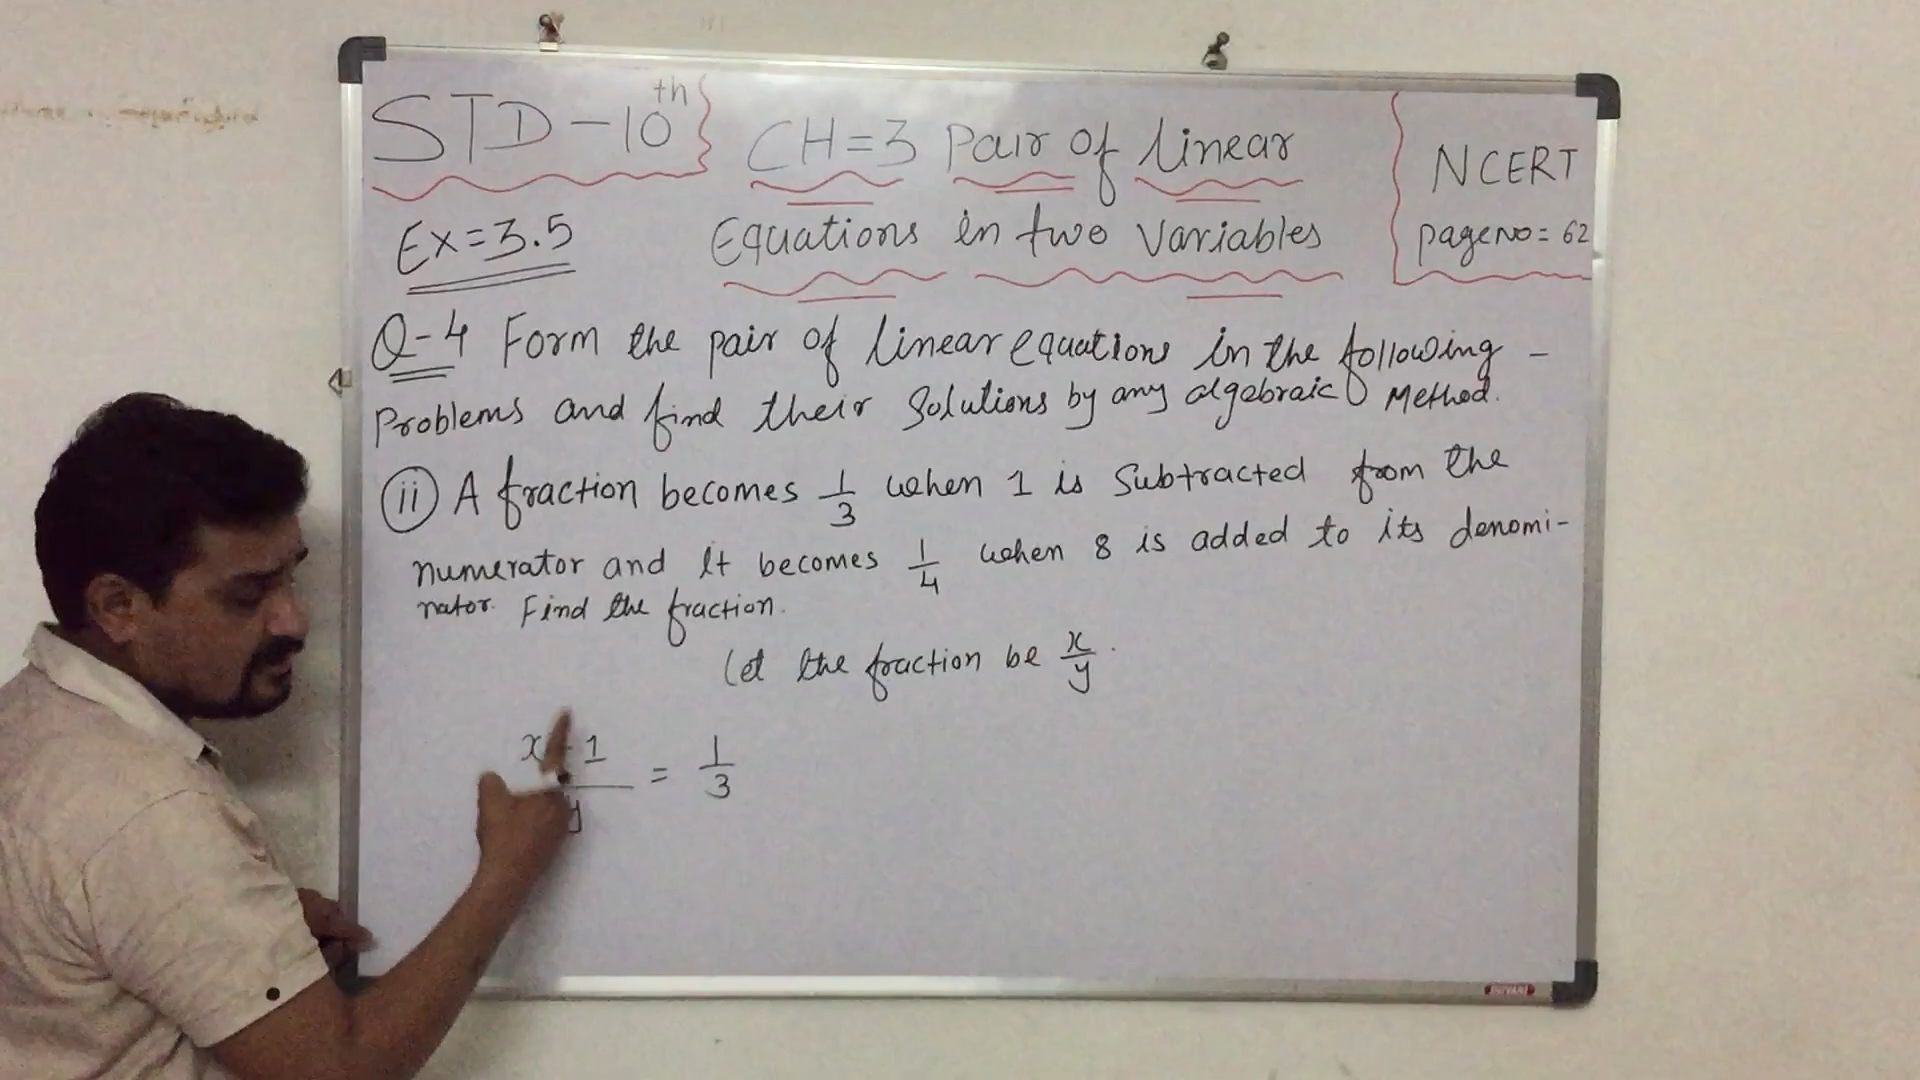 STD-10th
CH=3 Pair of Linear
NCERT
Ex=3.5
Equations in two Variables
page no= 62
Q-4 Form the pair of linear equations in the following -
Problems and find their Solutions by any algebraic Method.
(ii) A fraction becomes 1/3 when 1 is Subtracted from the
numerator and it becomes 1/4 when 8 is added to its denomi-
nator. Find the fraction.
Let the fraction be x/y.
x-1/y = 1/3